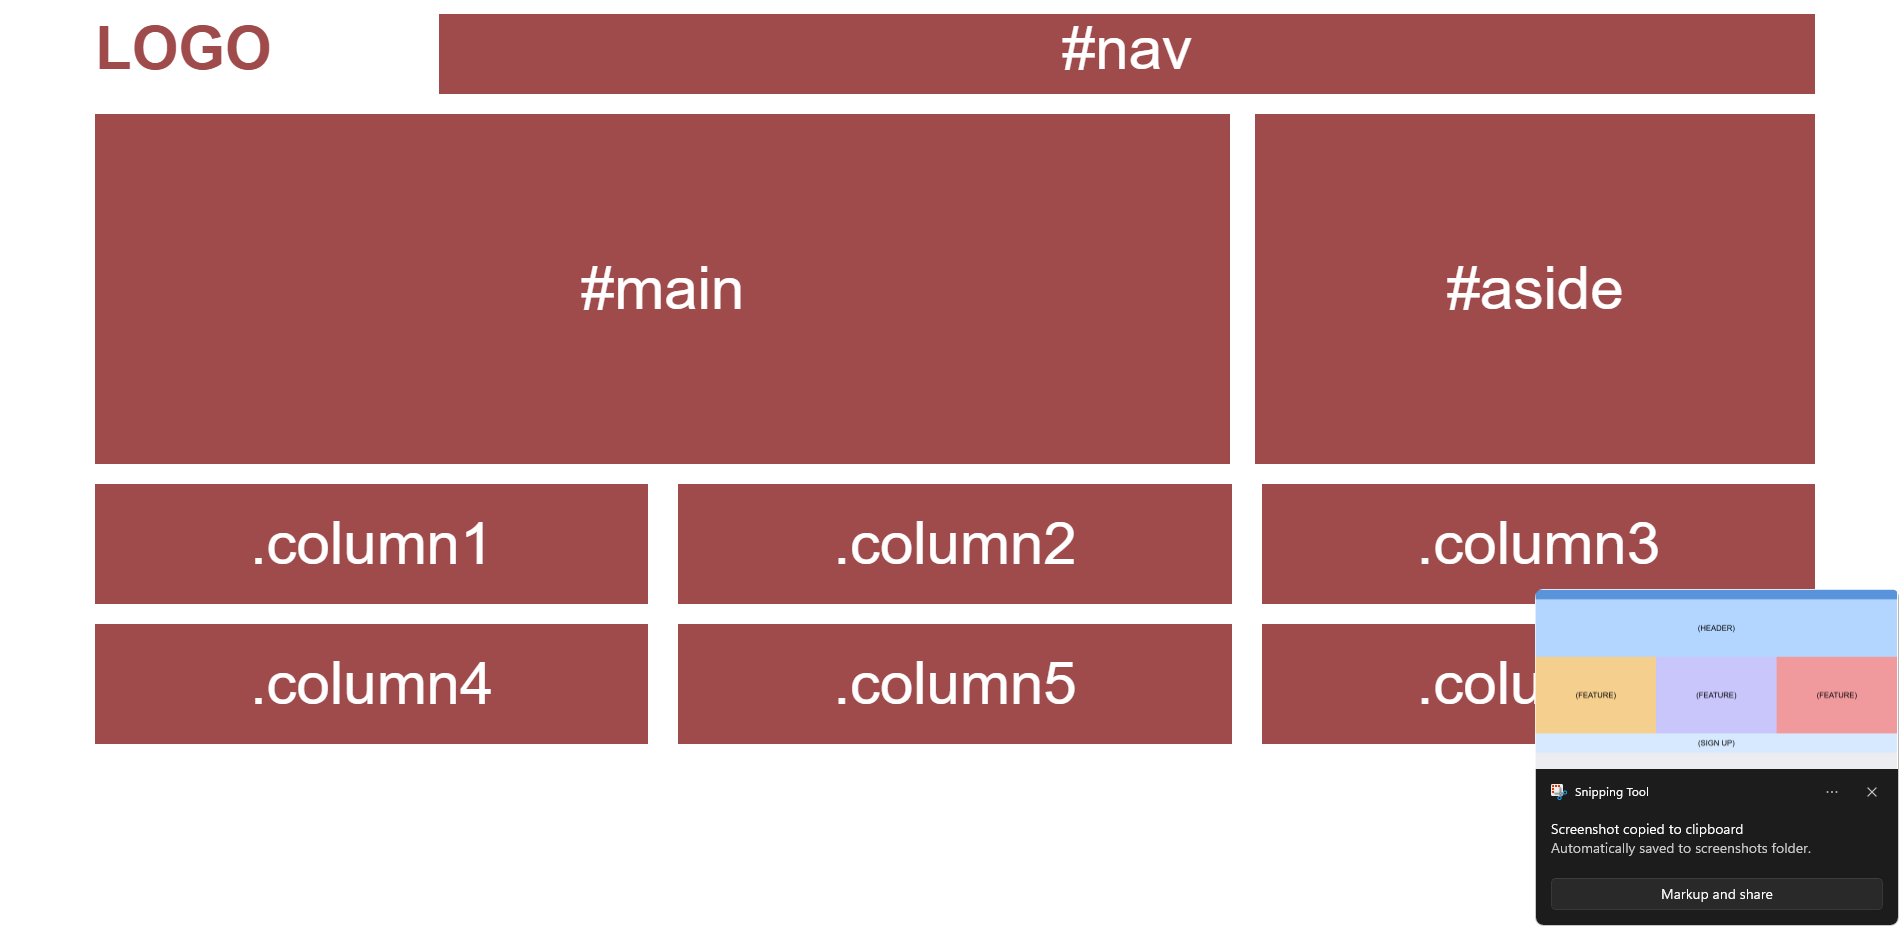 LOGO
#nav
#main
#aside
.column1
.column2
.column3
.column4
.column5
.colu
(HEADER)
(FEATURE)
(FEATURE)
(FEATURE)
(SIGN UP)
Snipping Tool
Screenshot copied to clipboard
Automatically saved to screenshots folder.
Markup and share